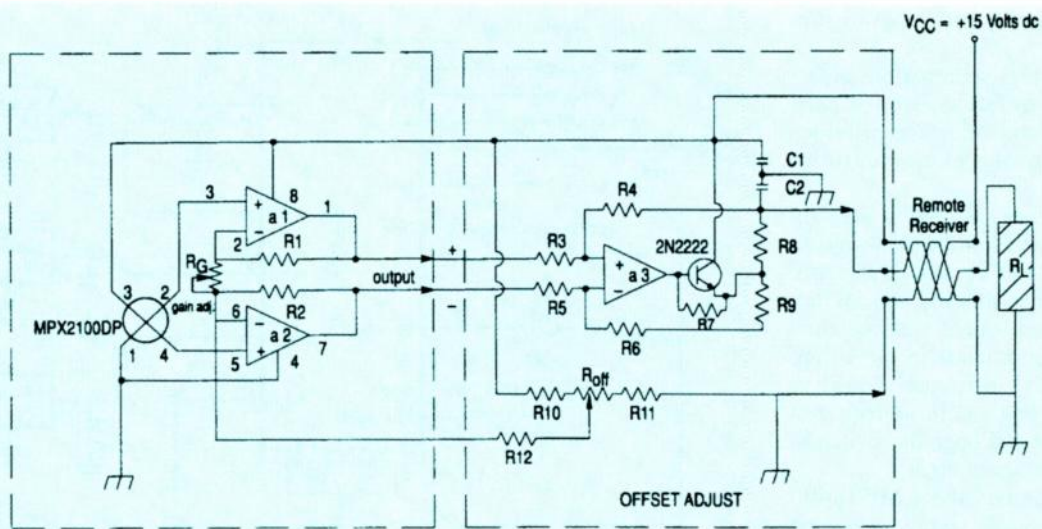 VCC = +15 Volts dc
3
8
a 1
1
2
R1
RG
gain adj.
3
2
MPX2100DP
1
4
R2
output
6
a 2
7
5
4
+
–
R3
R4
R5
a 3
2N2222
R6
R7
C1
C2
R8
R9
R10
Roff
R11
R12
OFFSET ADJUST
Remote
Receiver
RL